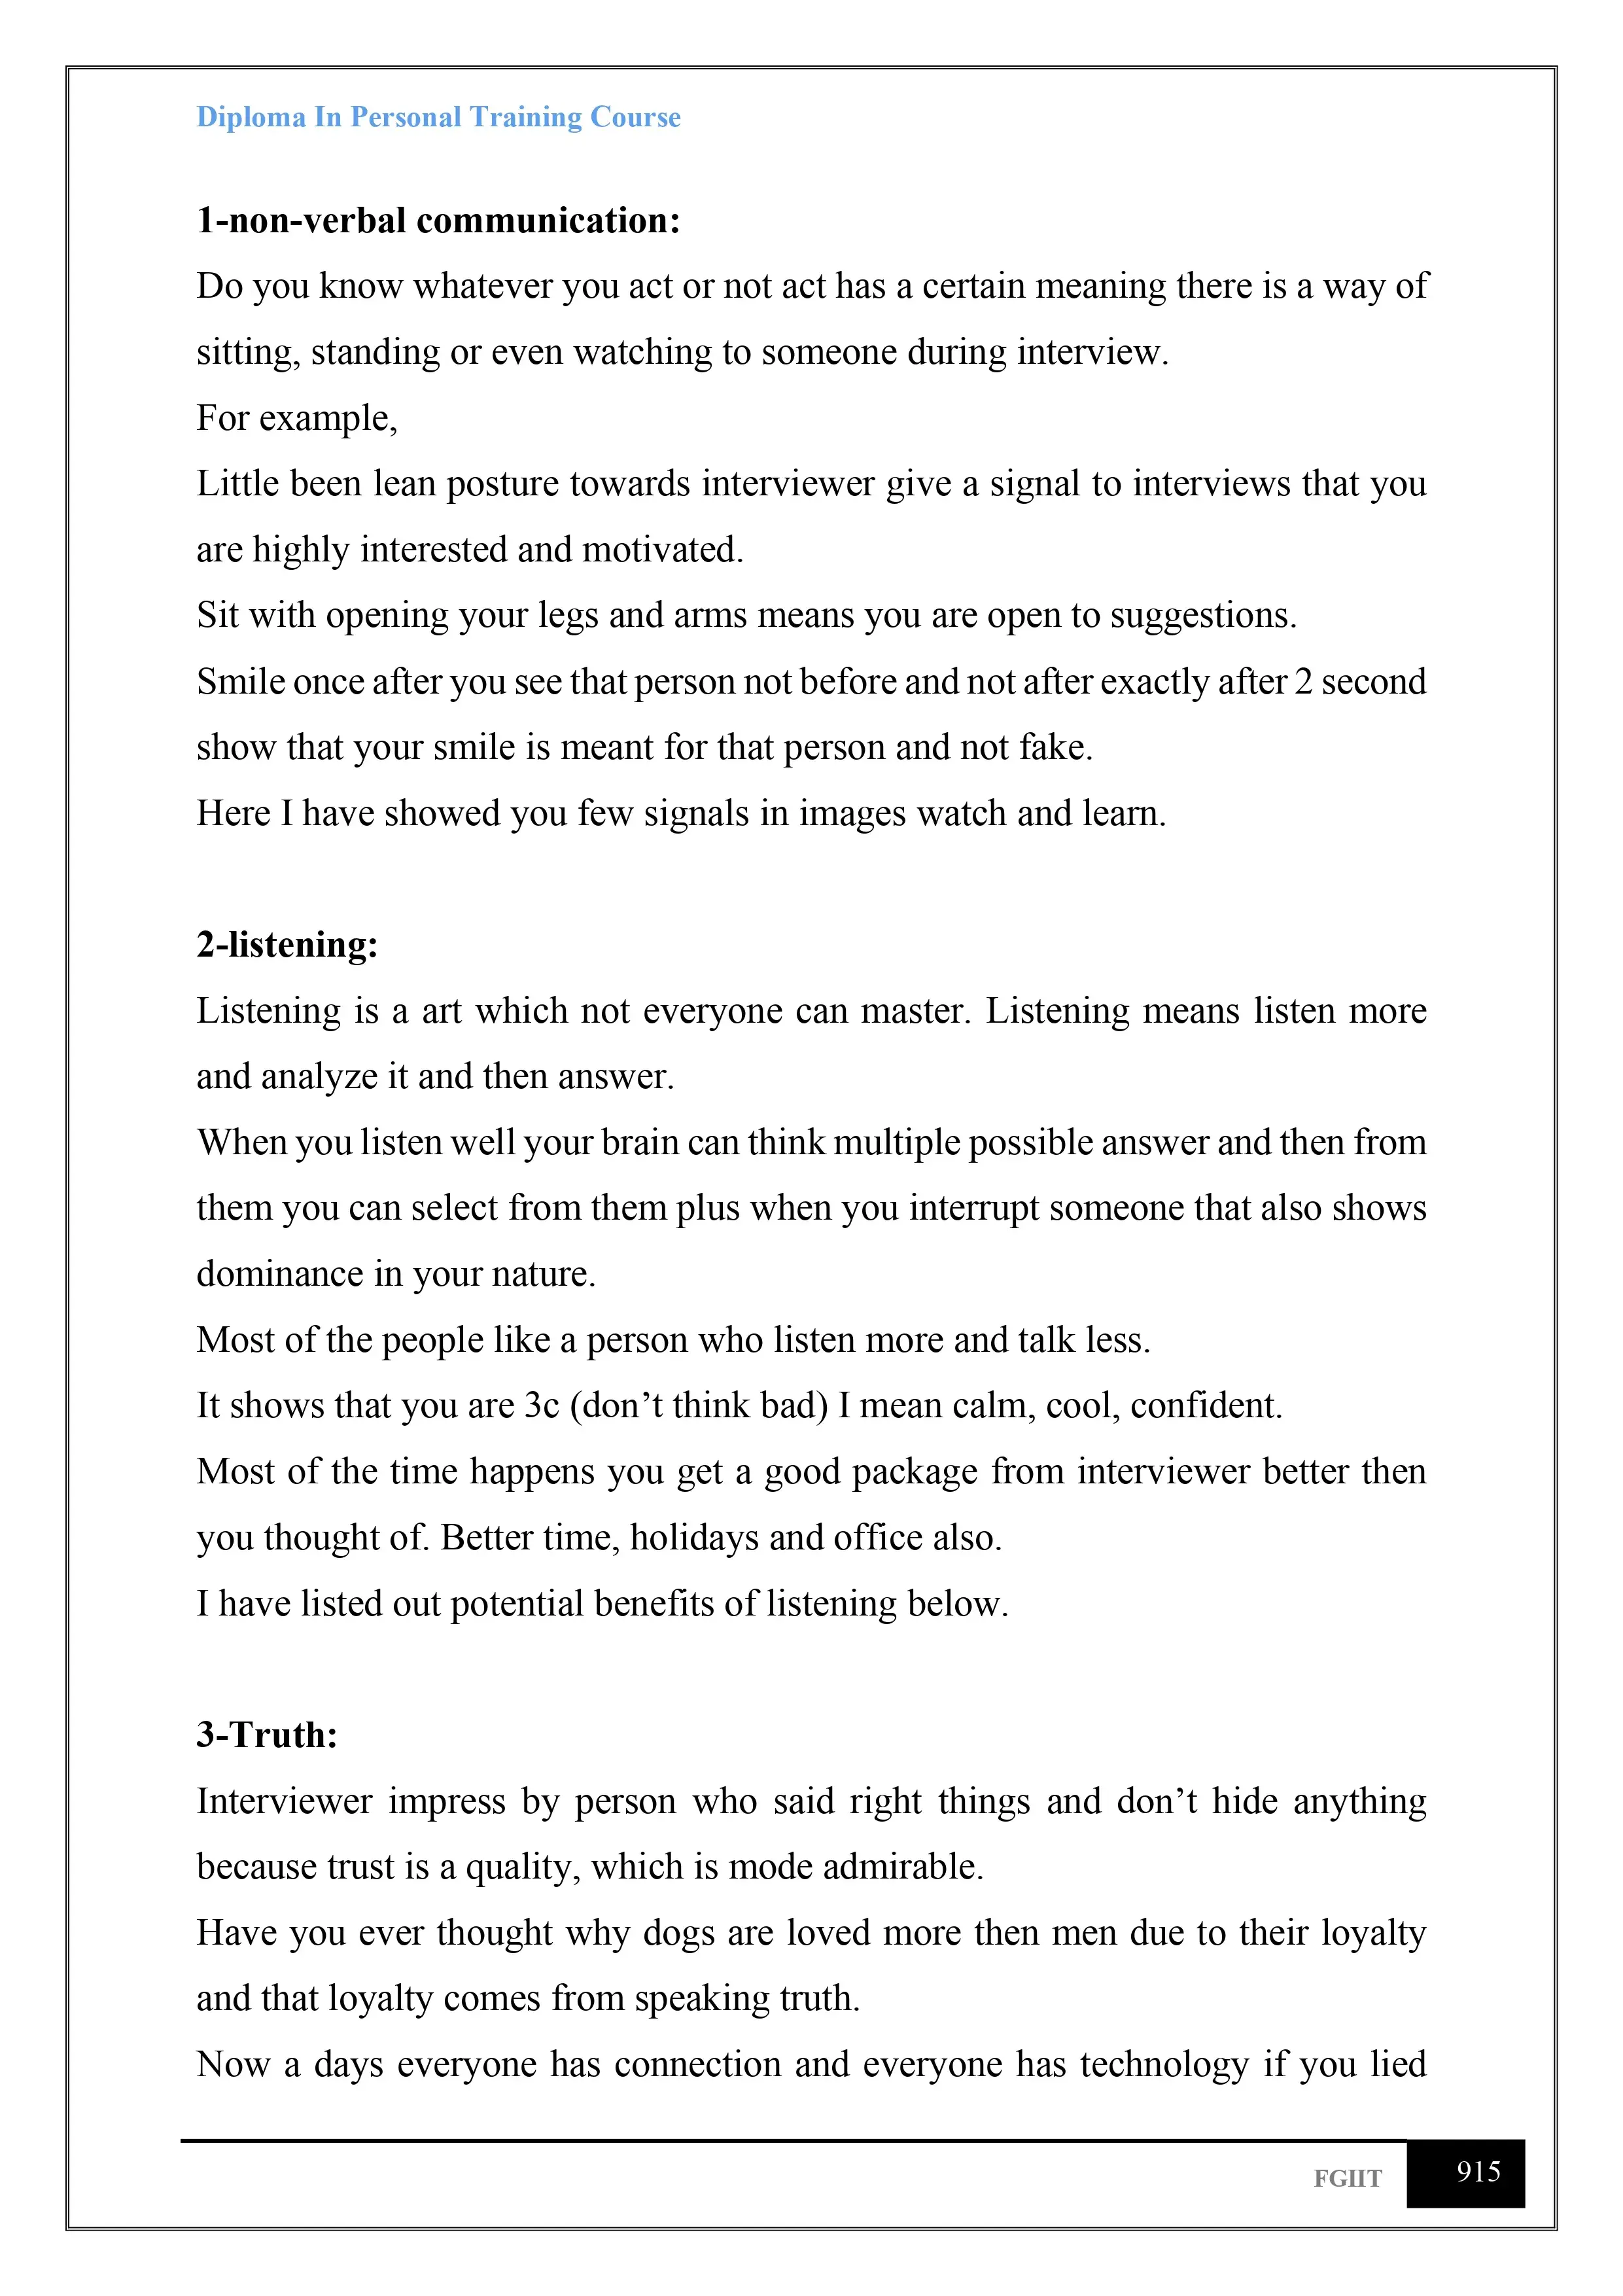 Diploma In Personal Training Course
1-non-verbal communication:
Do you know whatever you act or not act has a certain meaning there is a way of
sitting, standing or even watching to someone during interview.
For example,
Little been lean posture towards interviewer give a signal to interviews that you
are highly interested and motivated.
Sit with opening your legs and arms means you are open to suggestions.
Smile once after you see that person not before and not after exactly after 2 second
show that your smile is meant for that person and not fake.
Here I have showed you few signals in images watch and learn.
2-listening:
Listening is a art which not everyone can master. Listening means listen more
and analyze it and then answer.
When you listen well your brain can think multiple possible answer and then from
them you can select from them plus when you interrupt someone that also shows
dominance in your nature.
Most of the people like a person who listen more and talk less.
It shows that you are 3c (don’t think bad) I mean calm, cool, confident.
Most of the time happens you get a good package from interviewer better then
you thought of. Better time, holidays and office also.
I have listed out potential benefits of listening below.
3-Truth:
Interviewer impress by person who said right things and don’t hide anything
because trust is a quality, which is mode admirable.
Have you ever thought why dogs are loved more then men due to their loyalty
and that loyalty comes from speaking truth.
Now a days everyone has connection and everyone has technology if you lied
FGIIT 915